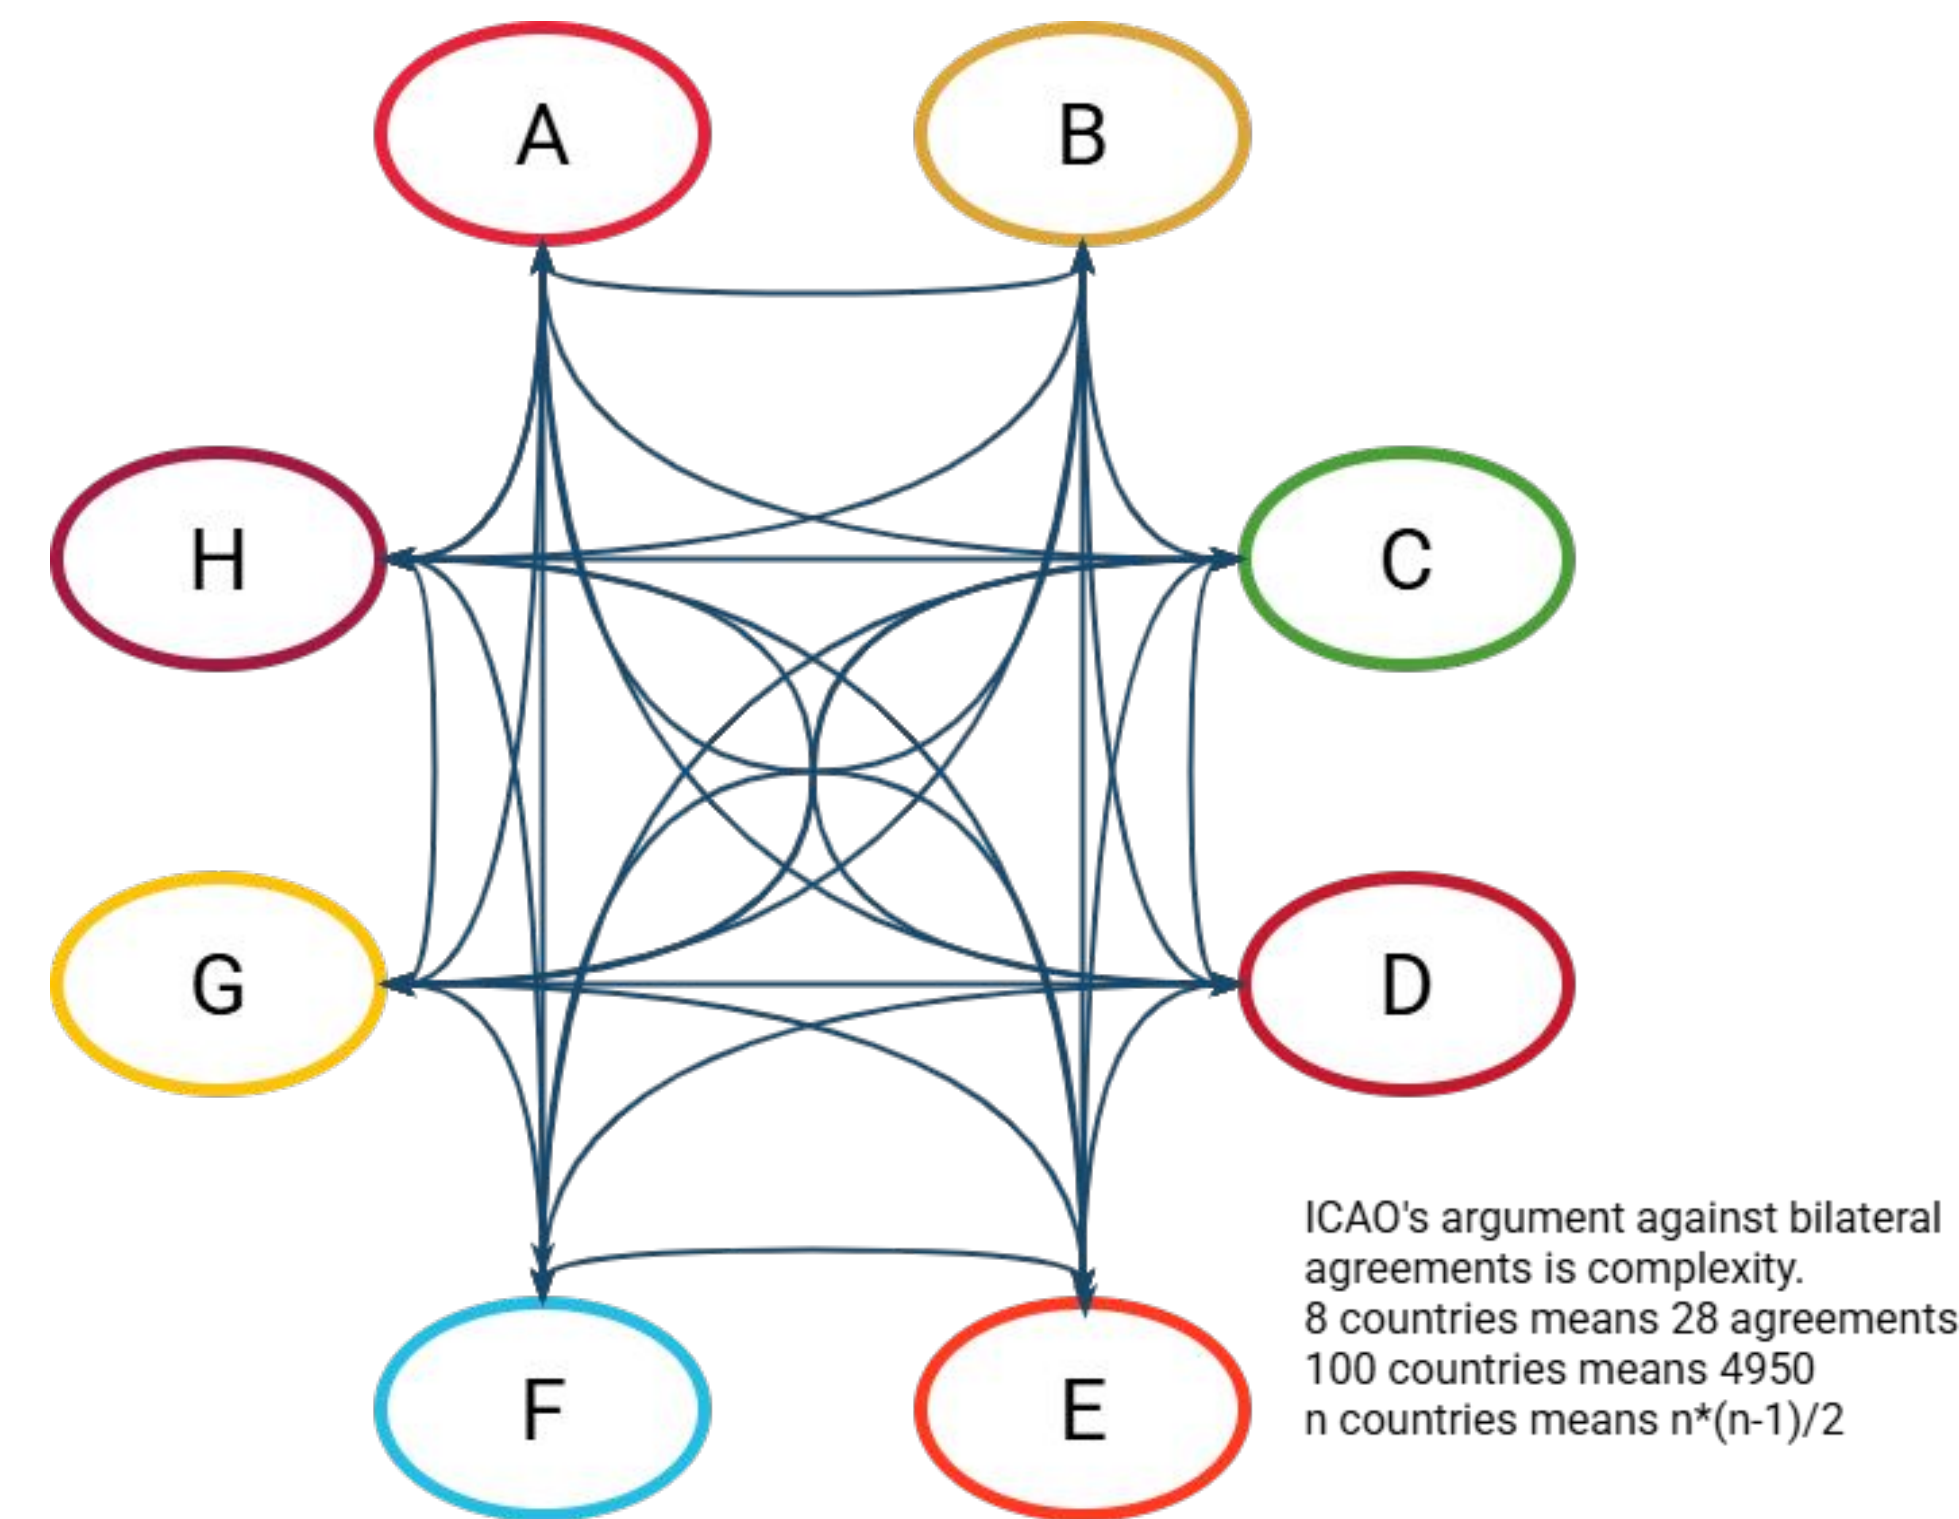 A
B
H
C
G
D
F
E
ICAO's argument against bilateral
agreements is complexity.
8 countries means 28 agreements
100 countries means 4950
n countries means n*(n-1)/2